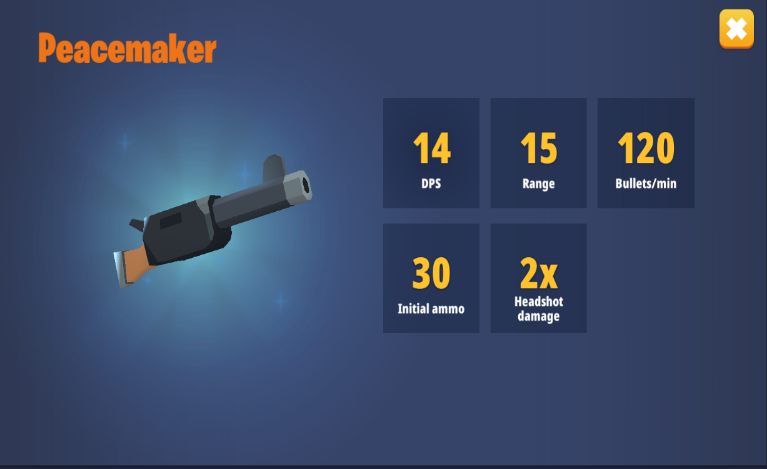 Peacemaker
14
DPS
15
Range
120
Bullets/min
30
Initial ammo
2x
Headshot
damage